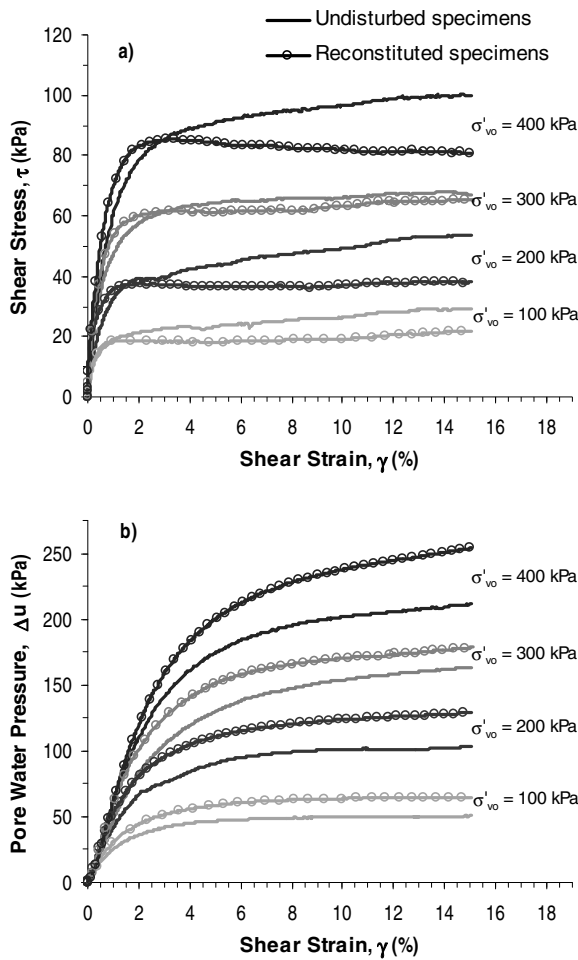 Undisturbed specimens
Reconstituted specimens
a)
120
100
80
60
40
20
0
σ'vo = 400 kPa
σ'vo = 300 kPa
σ'vo = 200 kPa
σ'vo = 100 kPa
Shear Stress, τ (kPa)
0 2 4 6 8 10 12 14 16 18
Shear Strain, γ (%)
b)
250
200
150
100
50
0
σ'vo = 400 kPa
σ'vo = 300 kPa
σ'vo = 200 kPa
σ'vo = 100 kPa
Pore Water Pressure, Δu (kPa)
0 2 4 6 8 10 12 14 16 18
Shear Strain, γ (%)